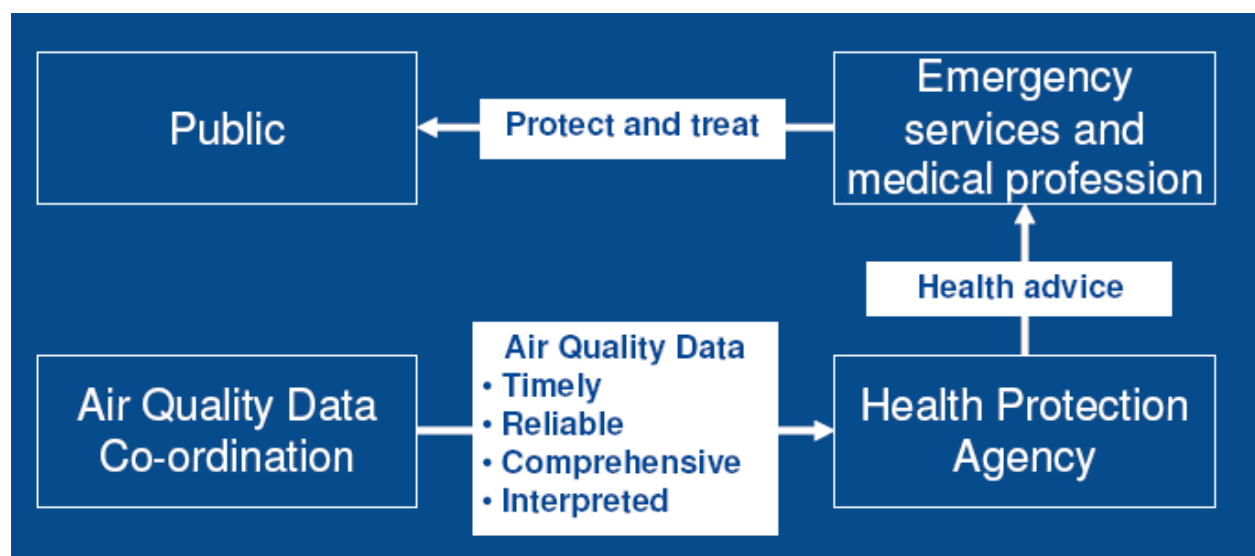 Public
Protect and treat
Emergency
services and
medical profession
Health advice
Air Quality Data
Co-ordination
Air Quality Data
• Timely
• Reliable
• Comprehensive
• Interpreted
Health Protection
Agency